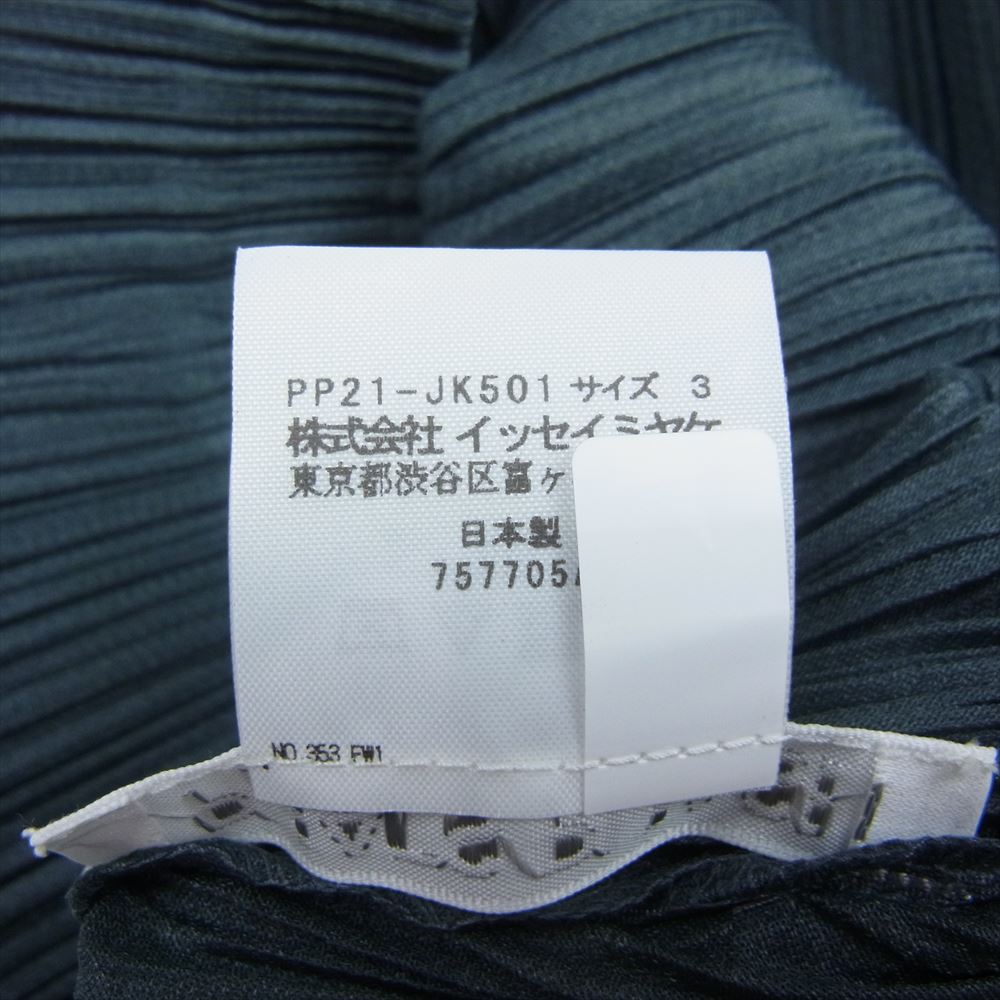 PP21-JK501 サイズ 3
株式会社 イッセイミヤケ
東京都渋谷区富ヶ
日本製
757705
NO.353 FW1